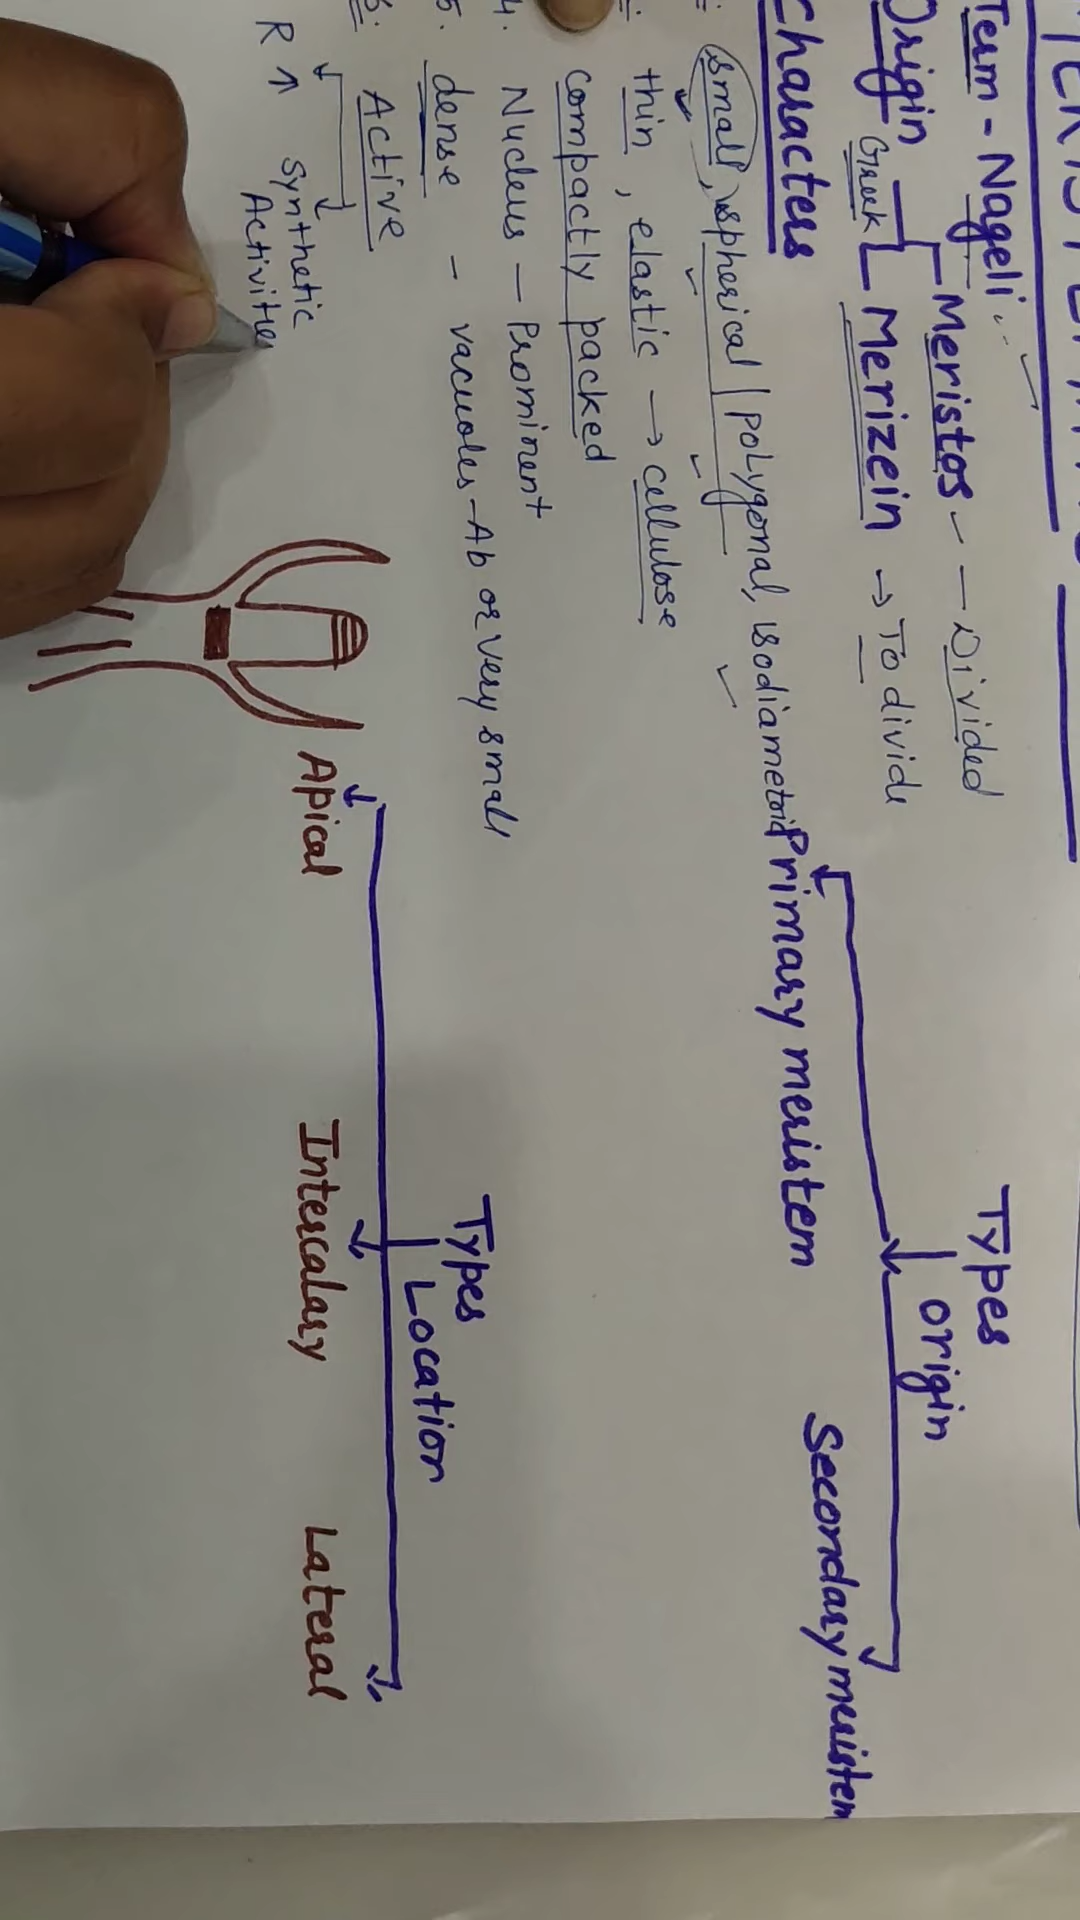 Term - Nageli
Origin Meristos - Divided
Greek Merizein → To divide
Characters
small, spherical | polygonal, isodiametric
thin, elastic → cellulose
compactly packed
4. Nucleus - Prominent
5. dense - vacuoles - Ab or very small
6. Active
R ↑ Synthetic
Activitie
Types
origin
Primary meristem Secondary meristem
Types
Location
Apical Intercalary Lateral